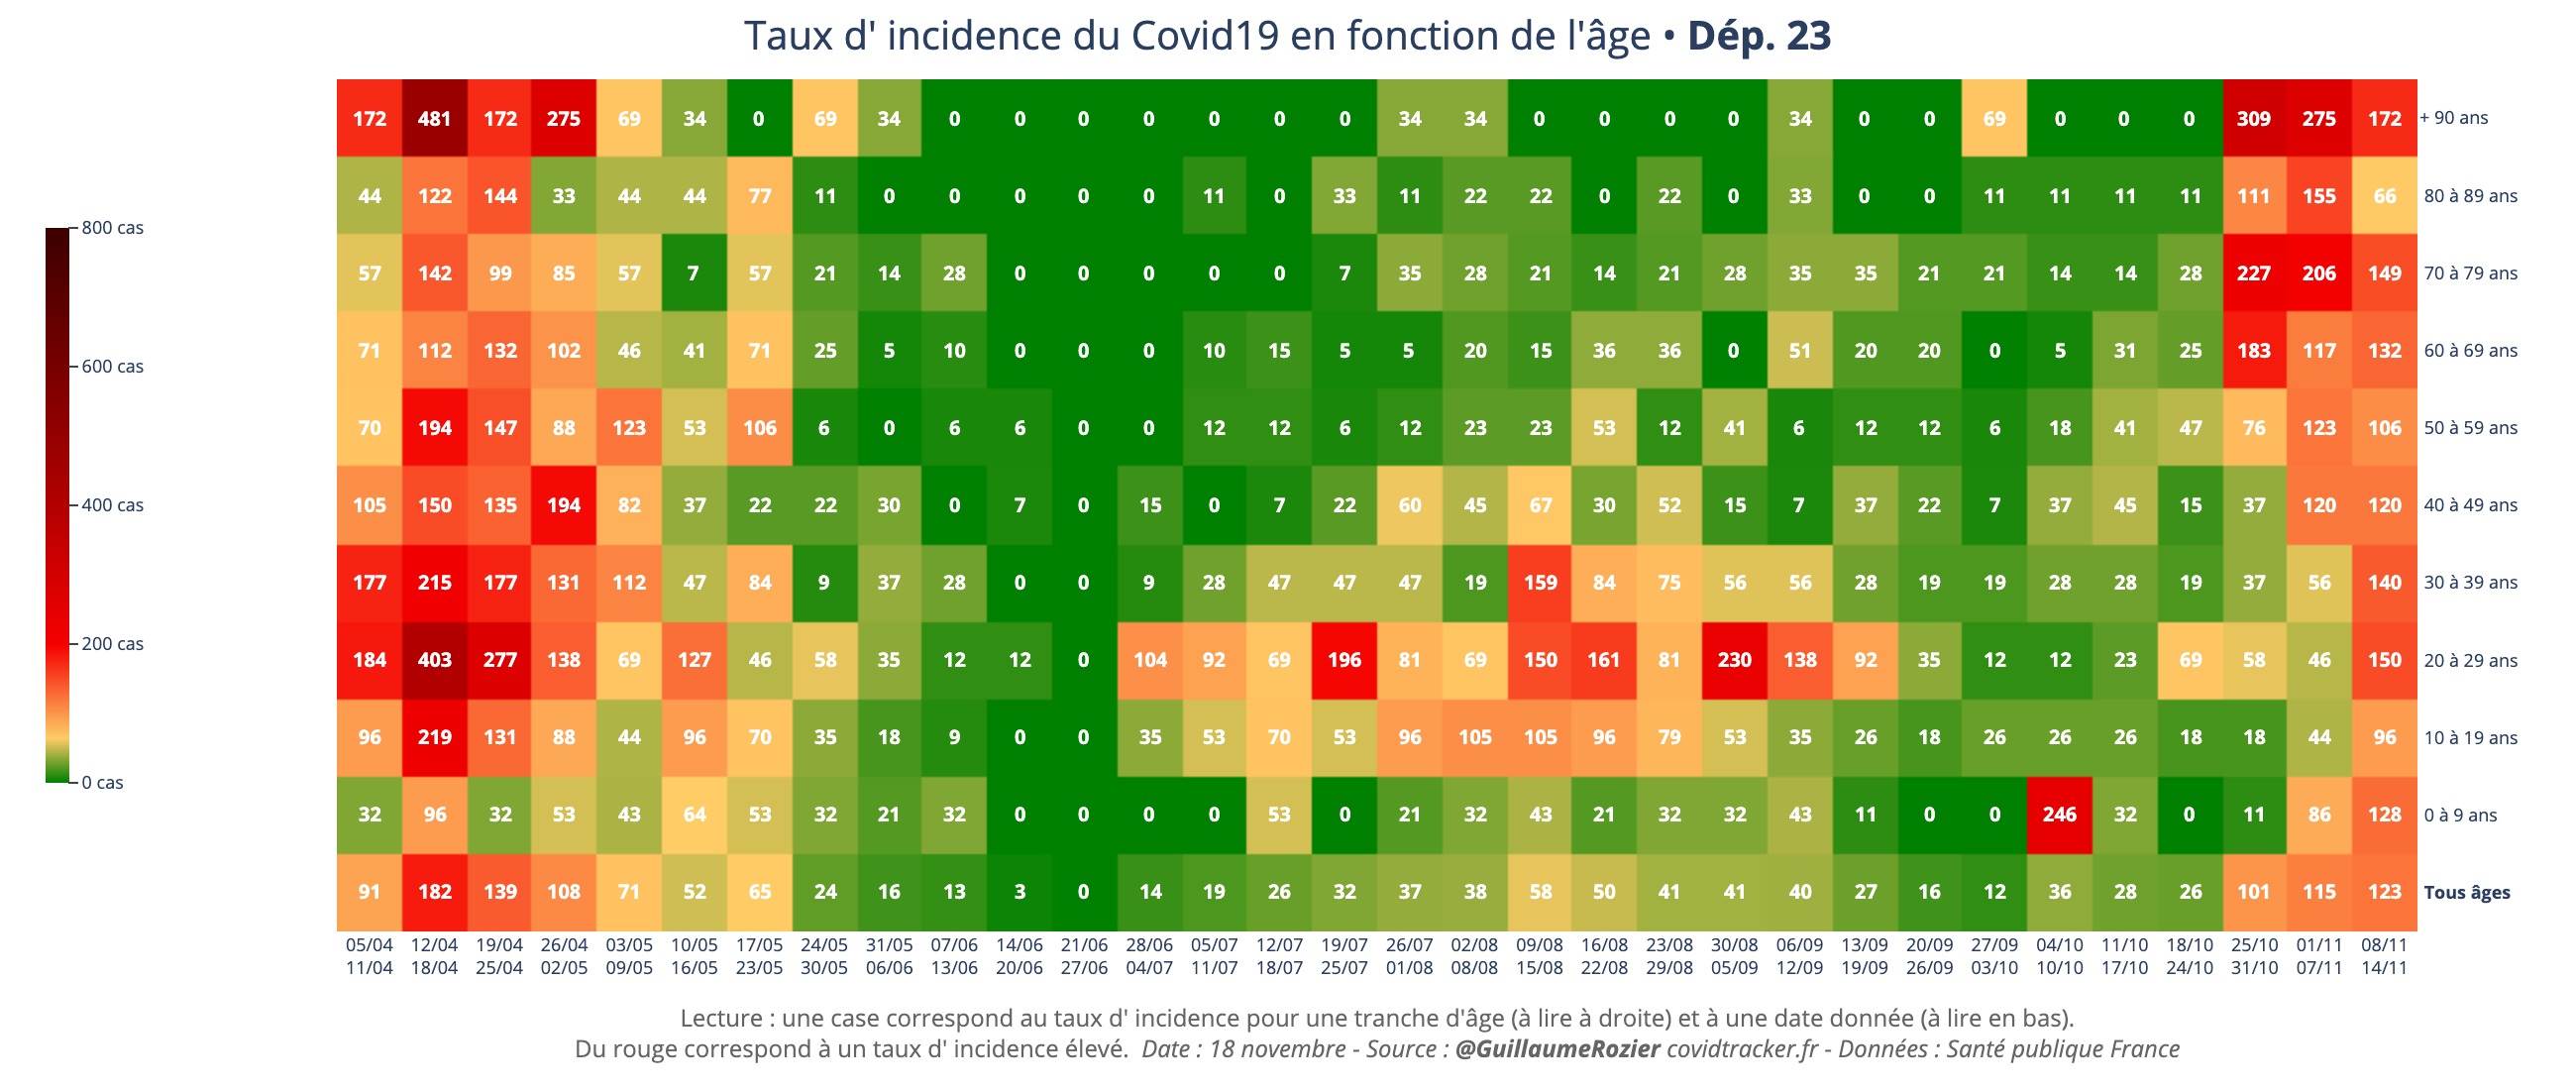 Taux d' incidence du Covid19 en fonction de l'âge • Dép. 23
800 cas
600 cas
400 cas
200 cas
0 cas
172 481 172 275 69 34 0 69 34 0 0 0 0 0 0 0 34 34 0 0 0 0 34 0 0 69 0 0 0 309 275 172 + 90 ans
44 122 144 33 44 44 77 11 0 0 0 0 0 11 0 33 11 22 22 0 22 0 33 0 0 11 11 11 11 111 155 66 80 à 89 ans
57 142 99 85 57 7 57 21 14 28 0 0 0 0 0 7 35 28 21 14 21 28 35 35 21 21 14 14 28 227 206 149 70 à 79 ans
71 112 132 102 46 41 71 25 5 10 0 0 0 10 15 5 5 20 15 36 36 0 51 20 20 0 5 31 25 183 117 132 60 à 69 ans
70 194 147 88 123 53 106 6 0 6 6 0 0 12 12 6 12 23 23 53 12 41 6 12 12 6 18 41 47 76 123 106 50 à 59 ans
105 150 135 194 82 37 22 22 30 0 7 0 15 0 7 22 60 45 67 30 52 15 7 37 22 7 37 45 15 37 120 120 40 à 49 ans
177 215 177 131 112 47 84 9 37 28 0 0 9 28 47 47 47 19 159 84 75 56 56 28 19 19 28 28 19 37 56 140 30 à 39 ans
184 403 277 138 69 127 46 58 35 12 12 0 104 92 69 196 81 69 150 161 81 230 138 92 35 12 12 23 69 58 46 150 20 à 29 ans
96 219 131 88 44 96 70 35 18 9 0 0 35 53 70 53 96 105 105 96 79 53 35 26 18 26 26 26 18 18 44 96 10 à 19 ans
32 96 32 53 43 64 53 32 21 32 0 0 0 0 53 0 21 32 43 21 32 32 43 11 0 0 246 32 0 11 86 128 0 à 9 ans
91 182 139 108 71 52 65 24 16 13 3 0 14 19 26 32 37 38 58 50 41 41 40 27 16 12 36 28 26 101 115 123 Tous âges
05/04 12/04 19/04 26/04 03/05 10/05 17/05 24/05 31/05 07/06 14/06 21/06 28/06 05/07 12/07 19/07 26/07 02/08 09/08 16/08 23/08 30/08 06/09 13/09 20/09 27/09 04/10 11/10 18/10 25/10 01/11 08/11
11/04 18/04 25/04 02/05 09/05 16/05 23/05 30/05 06/06 13/06 20/06 27/06 04/07 11/07 18/07 25/07 01/08 08/08 15/08 22/08 29/08 05/09 12/09 19/09 26/09 03/10 10/10 17/10 24/10 31/10 07/11 14/11
Lecture : une case correspond au taux d' incidence pour une tranche d'âge (à lire à droite) et à une date donnée (à lire en bas).
Du rouge correspond à un taux d' incidence élevé. Date : 18 novembre - Source : @GuillaumeRozier covidtracker.fr - Données : Santé publique France